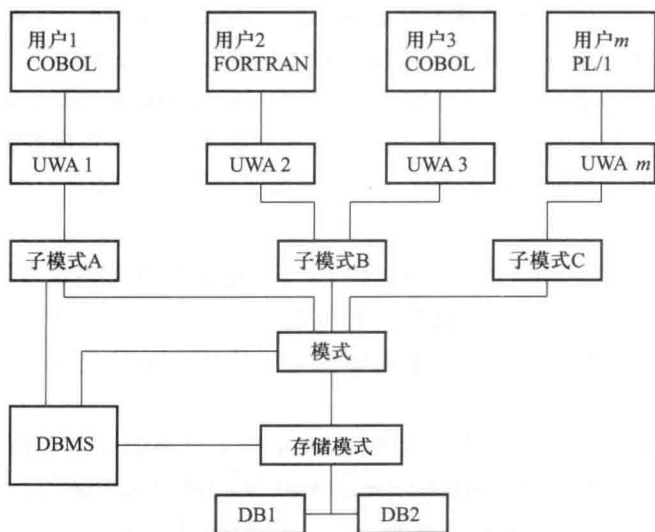 用户1
COBOL
用户2
FORTRAN
用户3
COBOL
用户m
PL/1
UWA 1
UWA 2
UWA 3
UWA m
子模式A
子模式B
子模式C
模式
DBMS
存储模式
DB1
DB2